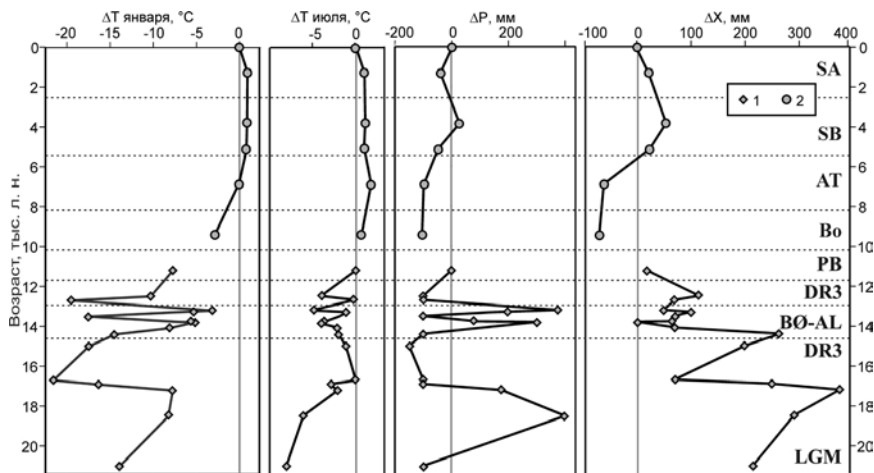 ΔT января, °C ΔT июля, °C ΔP, мм ΔX, мм
-20 -10 -5 0 -5 0 -200 0 200 -100 0 100 200 300 400
0 0
2 SA 2
1 2
4 SB 4
6 6
AT
8 8
Bo
10 10
PB
12 DR3 12
14 BØ-AL 14
DR3
16 16
18 18
20 LGM 20
Возраст, тыс. л. н.